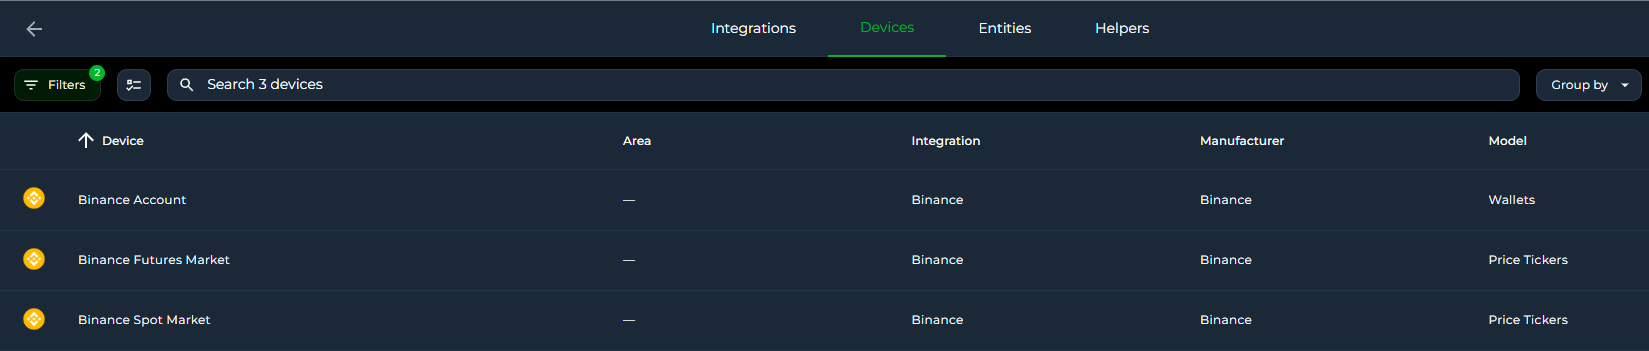 Integrations Devices Entities Helpers
Filters 2 Search 3 devices Group by
Device Area Integration Manufacturer Model
Binance Account — Binance Binance Wallets
Binance Futures Market — Binance Binance Price Tickers
Binance Spot Market — Binance Binance Price Tickers